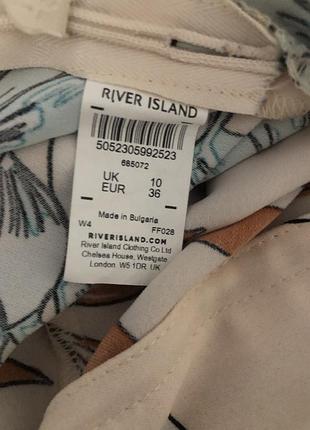 RIVER ISLAND
5052305992523
685072
UK 10
EUR 36
Made in Bulgaria
W4 FF028
RIVERISLAND.COM
River Island Clothing Co Ltd
Chelsea House, Westgate
London W5 1DR UK